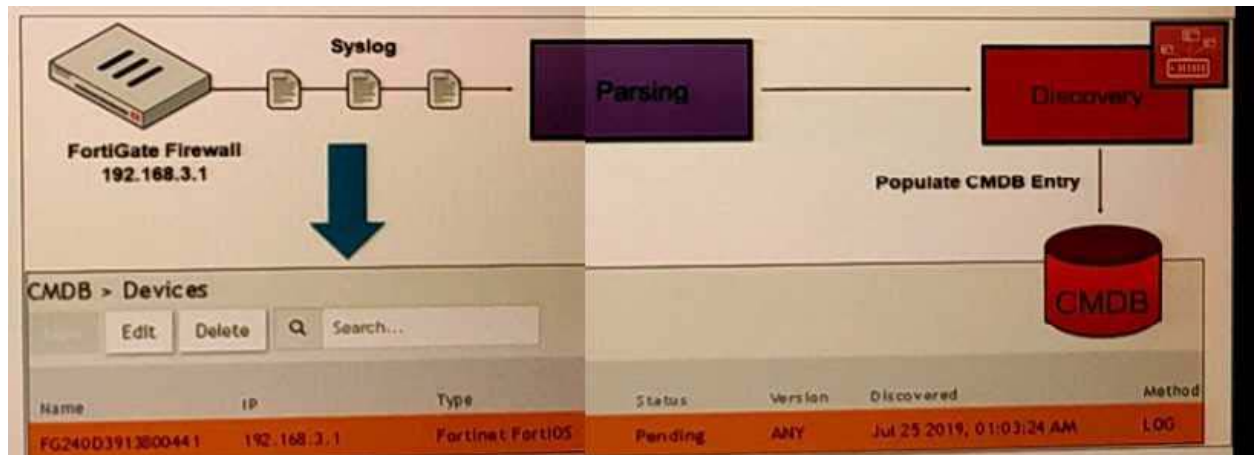 Syslog
Parsing
Discovery
FortiGate Firewall
192.168.3.1
Populate CMDB Entry
CMDB
CMDB > Devices
Edit Delete Search...
Name IP Type Status Version Discovered Method
FG240D3913800441 192.168.3.1 Fortinet FortiOS Pending ANY Jul 25 2019, 01:03:24 AM LOG